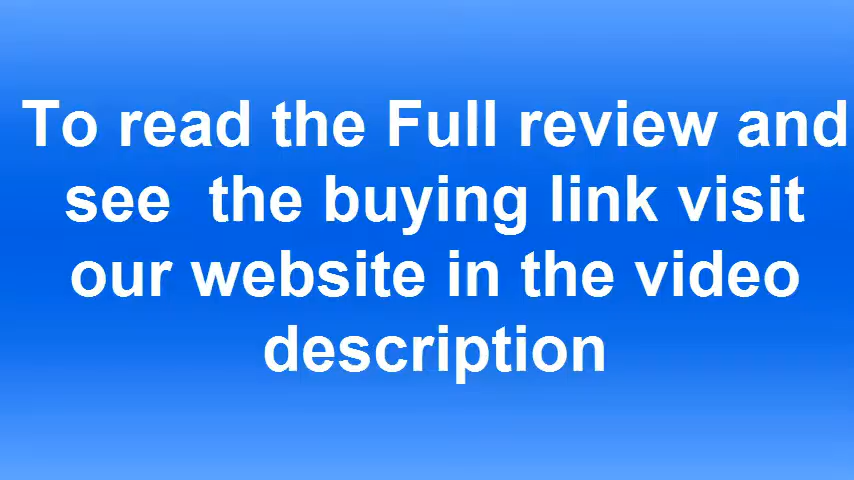 To read the Full review and
see  the buying link visit
our website in the video
description